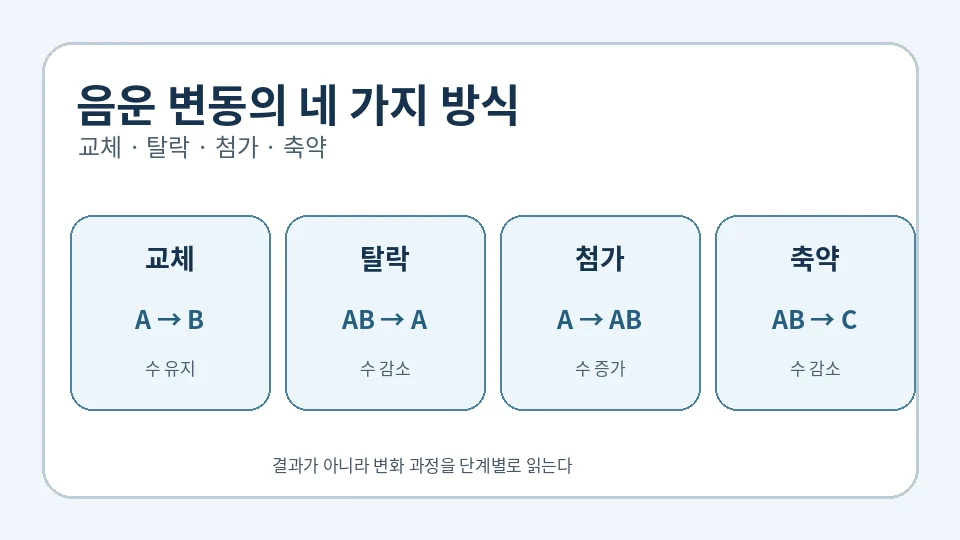 음운 변동의 네 가지 방식
교체 · 탈락 · 첨가 · 축약
교체
A → B
수 유지
탈락
AB → A
수 감소
첨가
A → AB
수 증가
축약
AB → C
수 감소
결과가 아니라 변화 과정을 단계별로 읽는다